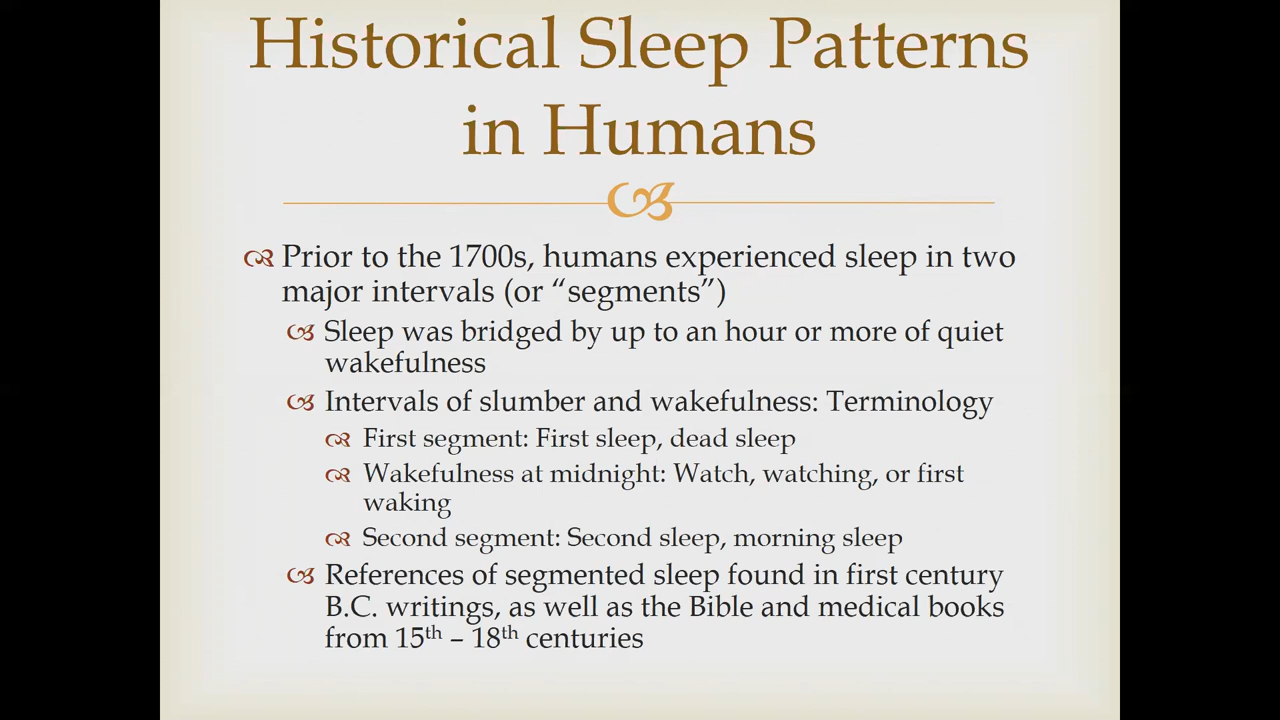 Historical Sleep Patterns
in Humans
Prior to the 1700s, humans experienced sleep in two
major intervals (or “segments”)
Sleep was bridged by up to an hour or more of quiet
wakefulness
Intervals of slumber and wakefulness: Terminology
First segment: First sleep, dead sleep
Wakefulness at midnight: Watch, watching, or first
waking
Second segment: Second sleep, morning sleep
References of segmented sleep found in first century
B.C. writings, as well as the Bible and medical books
from 15th – 18th centuries